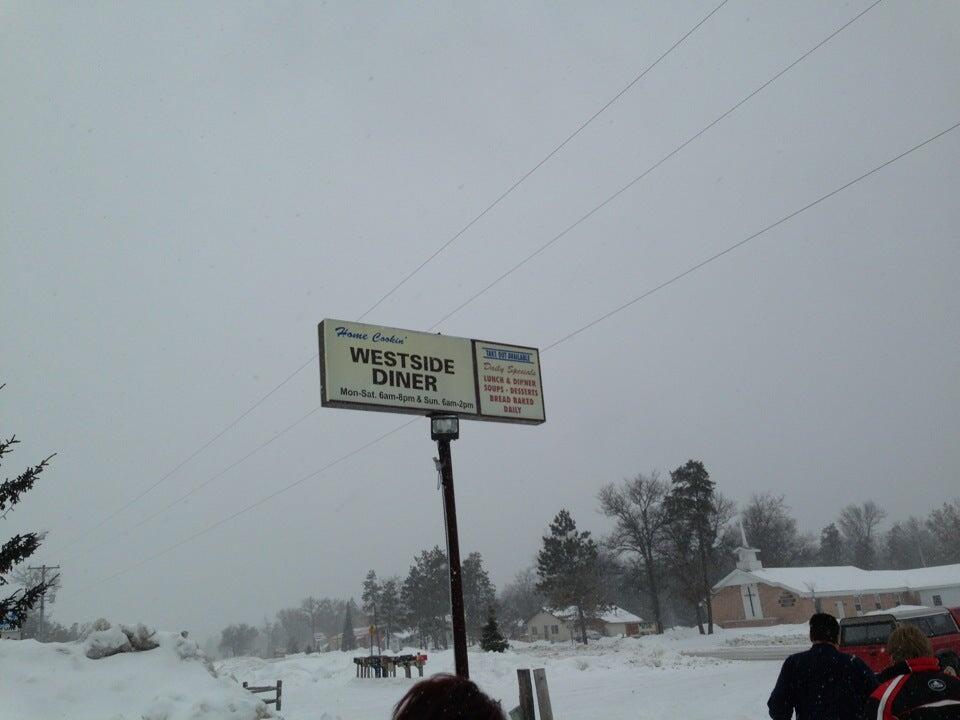 Home Cookin'
WESTSIDE
DINER
Mon-Sat. 6am-8pm & Sun. 6am-2pm
TAKE OUT AVAILABLE
Daily Specials
LUNCH & DINNER
SOUPS - DESSERTS
BREAD BAKED
DAILY